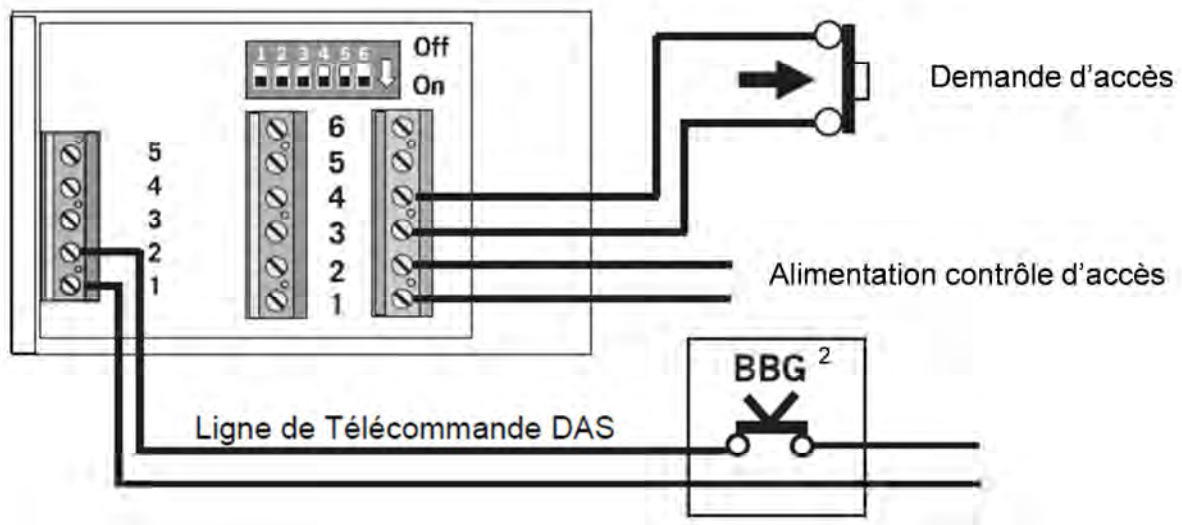 1 2 3 4 5 6
Off
On
Demande d'accès
5
4
3
2
1
6
5
4
3
2
1
Alimentation contrôle d'accès
BBG 2
Ligne de Télécommande DAS